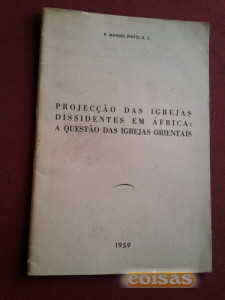 P. MANUEL PINTO, S. J.
PROJECÇÃO DAS IGREJAS
DISSIDENTES EM ÁFRICA:
A QUESTÃO DAS IGREJAS ORIENTAIS
1959
coisas